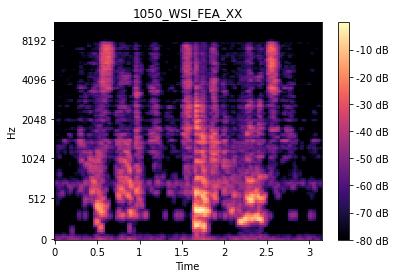 1050_WSI_FEA_XX
8192
4096
2048
1024
512
0
Hz
0
0.5
1
1.5
2
2.5
3
Time
-10 dB
-20 dB
-30 dB
-40 dB
-50 dB
-60 dB
-70 dB
-80 dB